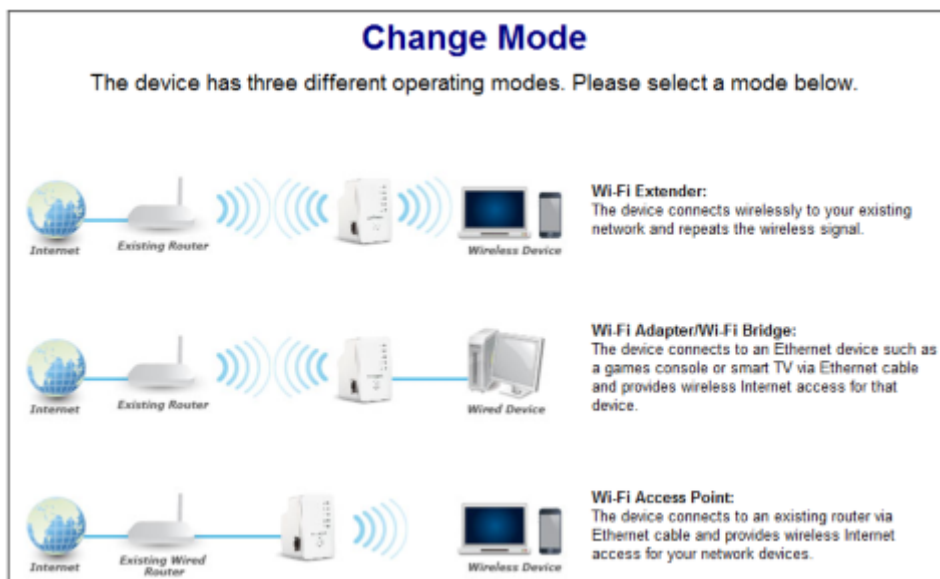 Change Mode
The device has three different operating modes. Please select a mode below.
Internet
Existing Router
Wireless Device
Wi-Fi Extender:
The device connects wirelessly to your existing
network and repeats the wireless signal.
Internet
Existing Router
Wired Device
Wi-Fi Adapter/Wi-Fi Bridge:
The device connects to an Ethernet device such as
a games console or smart TV via Ethernet cable
and provides wireless Internet access for that
device.
Internet
Existing Wired
Router
Wireless Device
Wi-Fi Access Point:
The device connects to an existing router via
Ethernet cable and provides wireless Internet
access for your network devices.